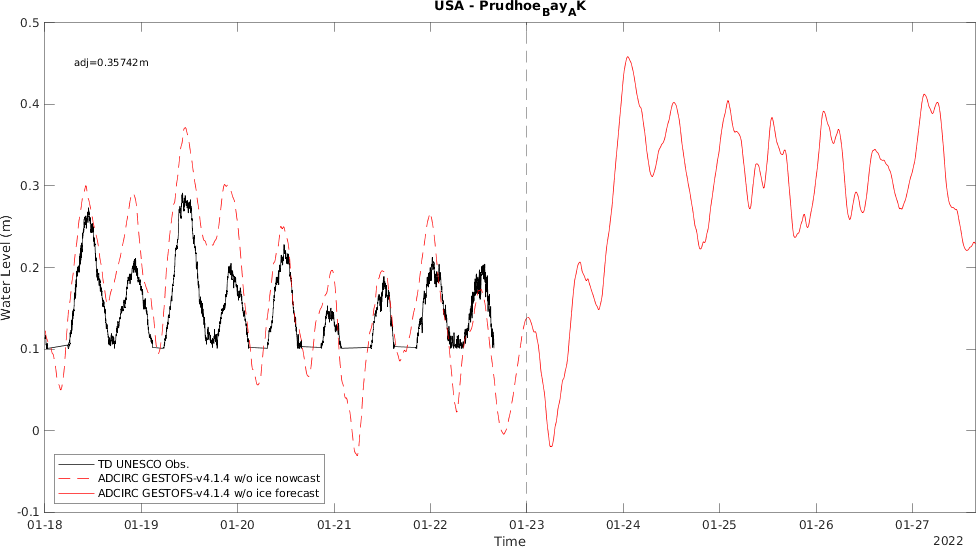 USA - PrudhoeBayAK
adj=0.35742m
Water Level (m)
0.5
0.4
0.3
0.2
0.1
0
-0.1
TD UNESCO Obs.
ADCIRC GESTOFS-v4.1.4 w/o ice nowcast
ADCIRC GESTOFS-v4.1.4 w/o ice forecast
01-18 01-19 01-20 01-21 01-22 01-23 01-24 01-25 01-26 01-27
Time
2022